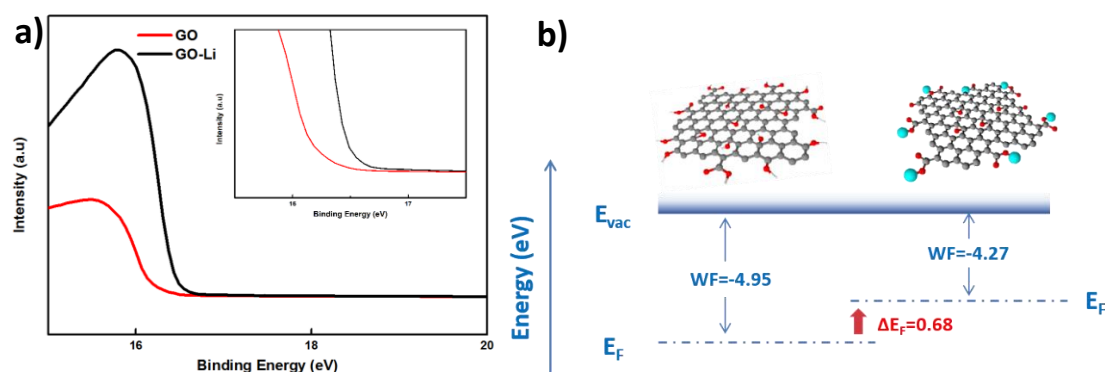 a)
GO
GO-Li
Intensity (a.u)
16
18
20
Binding Energy (eV)
Intensity (a.u)
16
17
Binding Energy (eV)
b)
Energy (eV)
Evac
WF=-4.95
WF=-4.27
EF
ΔEF=0.68
EF